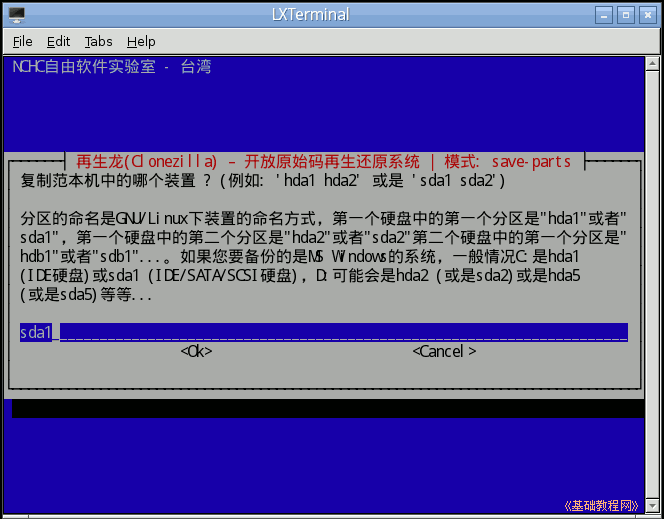 LXTerminal
File Edit Tabs Help
NCHC自由软件实验室 - 台湾
再生龙(Clonezilla) - 开放原始码再生还原系统 | 模式: save-parts
复制范本机中的哪个装置 ? (例如: 'hda1 hda2' 或是 'sda1 sda2')
分区的命名是GNU/Linux下装置的命名方式，第一个硬盘中的第一个分区是"hda1"或者"
sda1"，第一个硬盘中的第二个分区是"hda2"或者"sda2"第二个硬盘中的第一个分区是"
hdb1"或者"sdb1"...。如果您要备份的是MS Windows的系统，一般情况C:是hda1
(IDE硬盘)或sda1 (IDE/SATA/SCSI硬盘)，D:可能会是hda2 (或是sda2)或是hda5
(或是sda5)等等...
sda1
<Ok> <Cancel>
《基础教程网》